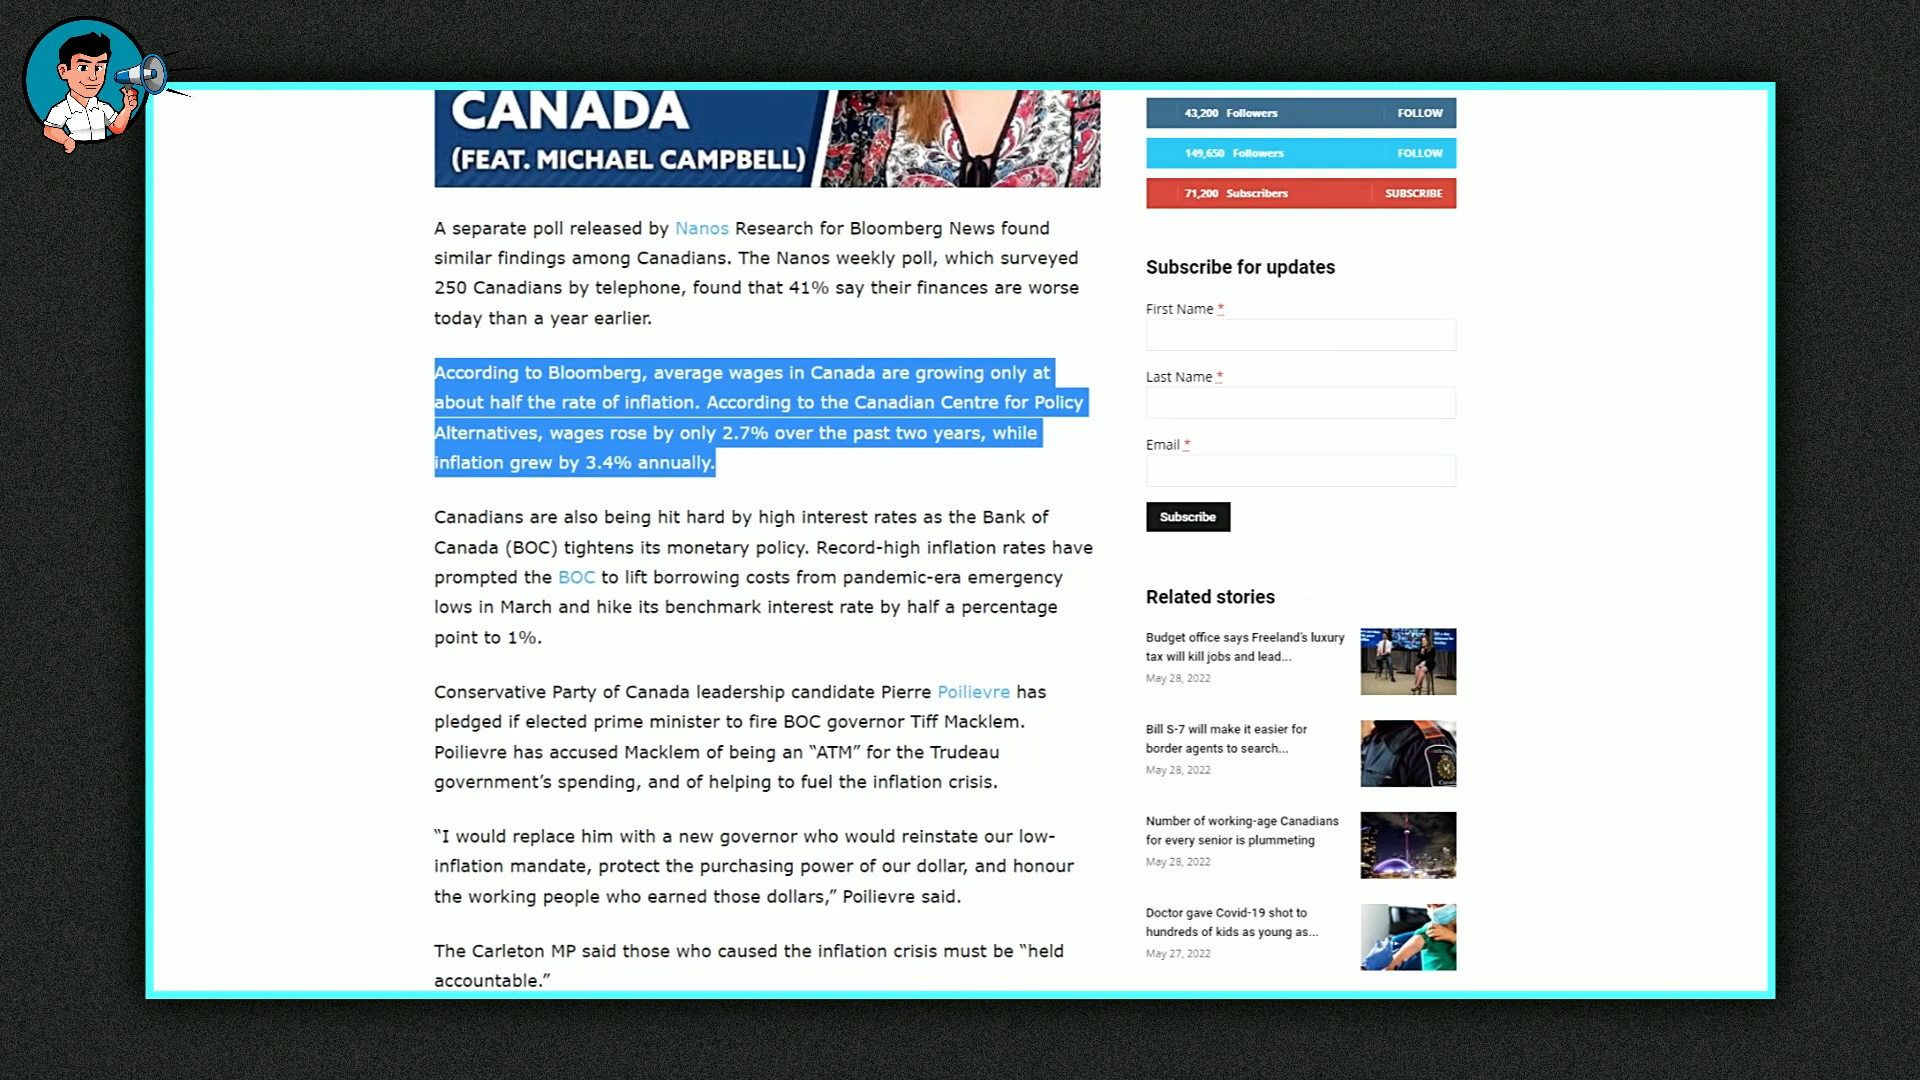 CANADA
(FEAT. MICHAEL CAMPBELL)
A separate poll released by Nanos Research for Bloomberg News found
similar findings among Canadians. The Nanos weekly poll, which surveyed
250 Canadians by telephone, found that 41% say their finances are worse
today than a year earlier.
According to Bloomberg, average wages in Canada are growing only at
about half the rate of inflation. According to the Canadian Centre for Policy
Alternatives, wages rose by only 2.7% over the past two years, while
inflation grew by 3.4% annually.
Canadians are also being hit hard by high interest rates as the Bank of
Canada (BOC) tightens its monetary policy. Record-high inflation rates have
prompted the BOC to lift borrowing costs from pandemic-era emergency
lows in March and hike its benchmark interest rate by half a percentage
point to 1%.
Conservative Party of Canada leadership candidate Pierre Poilievre has
pledged if elected prime minister to fire BOC governor Tiff Macklem.
Poilievre has accused Macklem of being an “ATM” for the Trudeau
government’s spending, and of helping to fuel the inflation crisis.
“I would replace him with a new governor who would reinstate our low-
inflation mandate, protect the purchasing power of our dollar, and honour
the working people who earned those dollars,” Poilievre said.
The Carleton MP said those who caused the inflation crisis must be “held
accountable.”
43,200 Followers FOLLOW
149,650 Followers FOLLOW
71,200 Subscribers SUBSCRIBE
Subscribe for updates
First Name *
Last Name *
Email *
Subscribe
Related stories
Budget office says Freeland’s luxury
tax will kill jobs and lead...
May 28, 2022
Bill S-7 will make it easier for
border agents to search...
May 28, 2022
Number of working-age Canadians
for every senior is plummeting
May 28, 2022
Doctor gave Covid-19 shot to
hundreds of kids as young as...
May 27, 2022